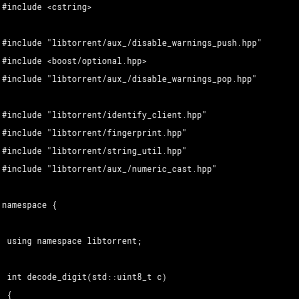 #include <cstring>
#include "libtorrent/aux_/disable_warnings_push.hpp"
#include <boost/optional.hpp>
#include "libtorrent/aux_/disable_warnings_pop.hpp"
#include "libtorrent/identify_client.hpp"
#include "libtorrent/fingerprint.hpp"
#include "libtorrent/string_util.hpp"
#include "libtorrent/aux_/numeric_cast.hpp"
namespace {
using namespace libtorrent;
int decode_digit(std::uint8_t c)
{